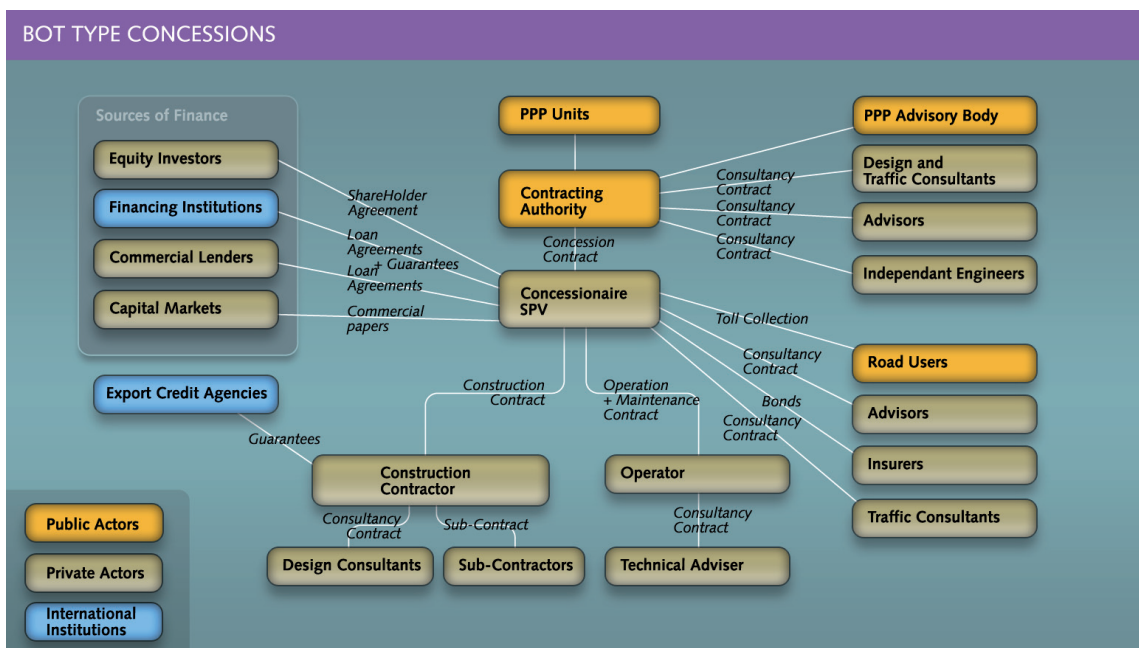 BOT TYPE CONCESSIONS
Sources of Finance
Equity Investors
Financing Institutions
Commercial Lenders
Capital Markets
Export Credit Agencies
PPP Units
Contracting
Authority
Concession
Contract
Concessionaire
SPV
ShareHolder
Agreement
Loan
Agreements
+ Guarantees
Loan
Agreements
Commercial
papers
PPP Advisory Body
Design and
Traffic Consultants
Advisors
Independant Engineers
Consultancy
Contract
Consultancy
Contract
Consultancy
Contract
Toll Collection
Consultancy
Contract
Bonds
Consultancy
Contract
Road Users
Advisors
Insurers
Traffic Consultants
Construction
Contract
Operation
+ Maintenance
Contract
Guarantees
Construction
Contractor
Operator
Consultancy
Contract
Sub-Contract
Consultancy
Contract
Design Consultants
Sub-Contractors
Technical Adviser
Public Actors
Private Actors
International
Institutions